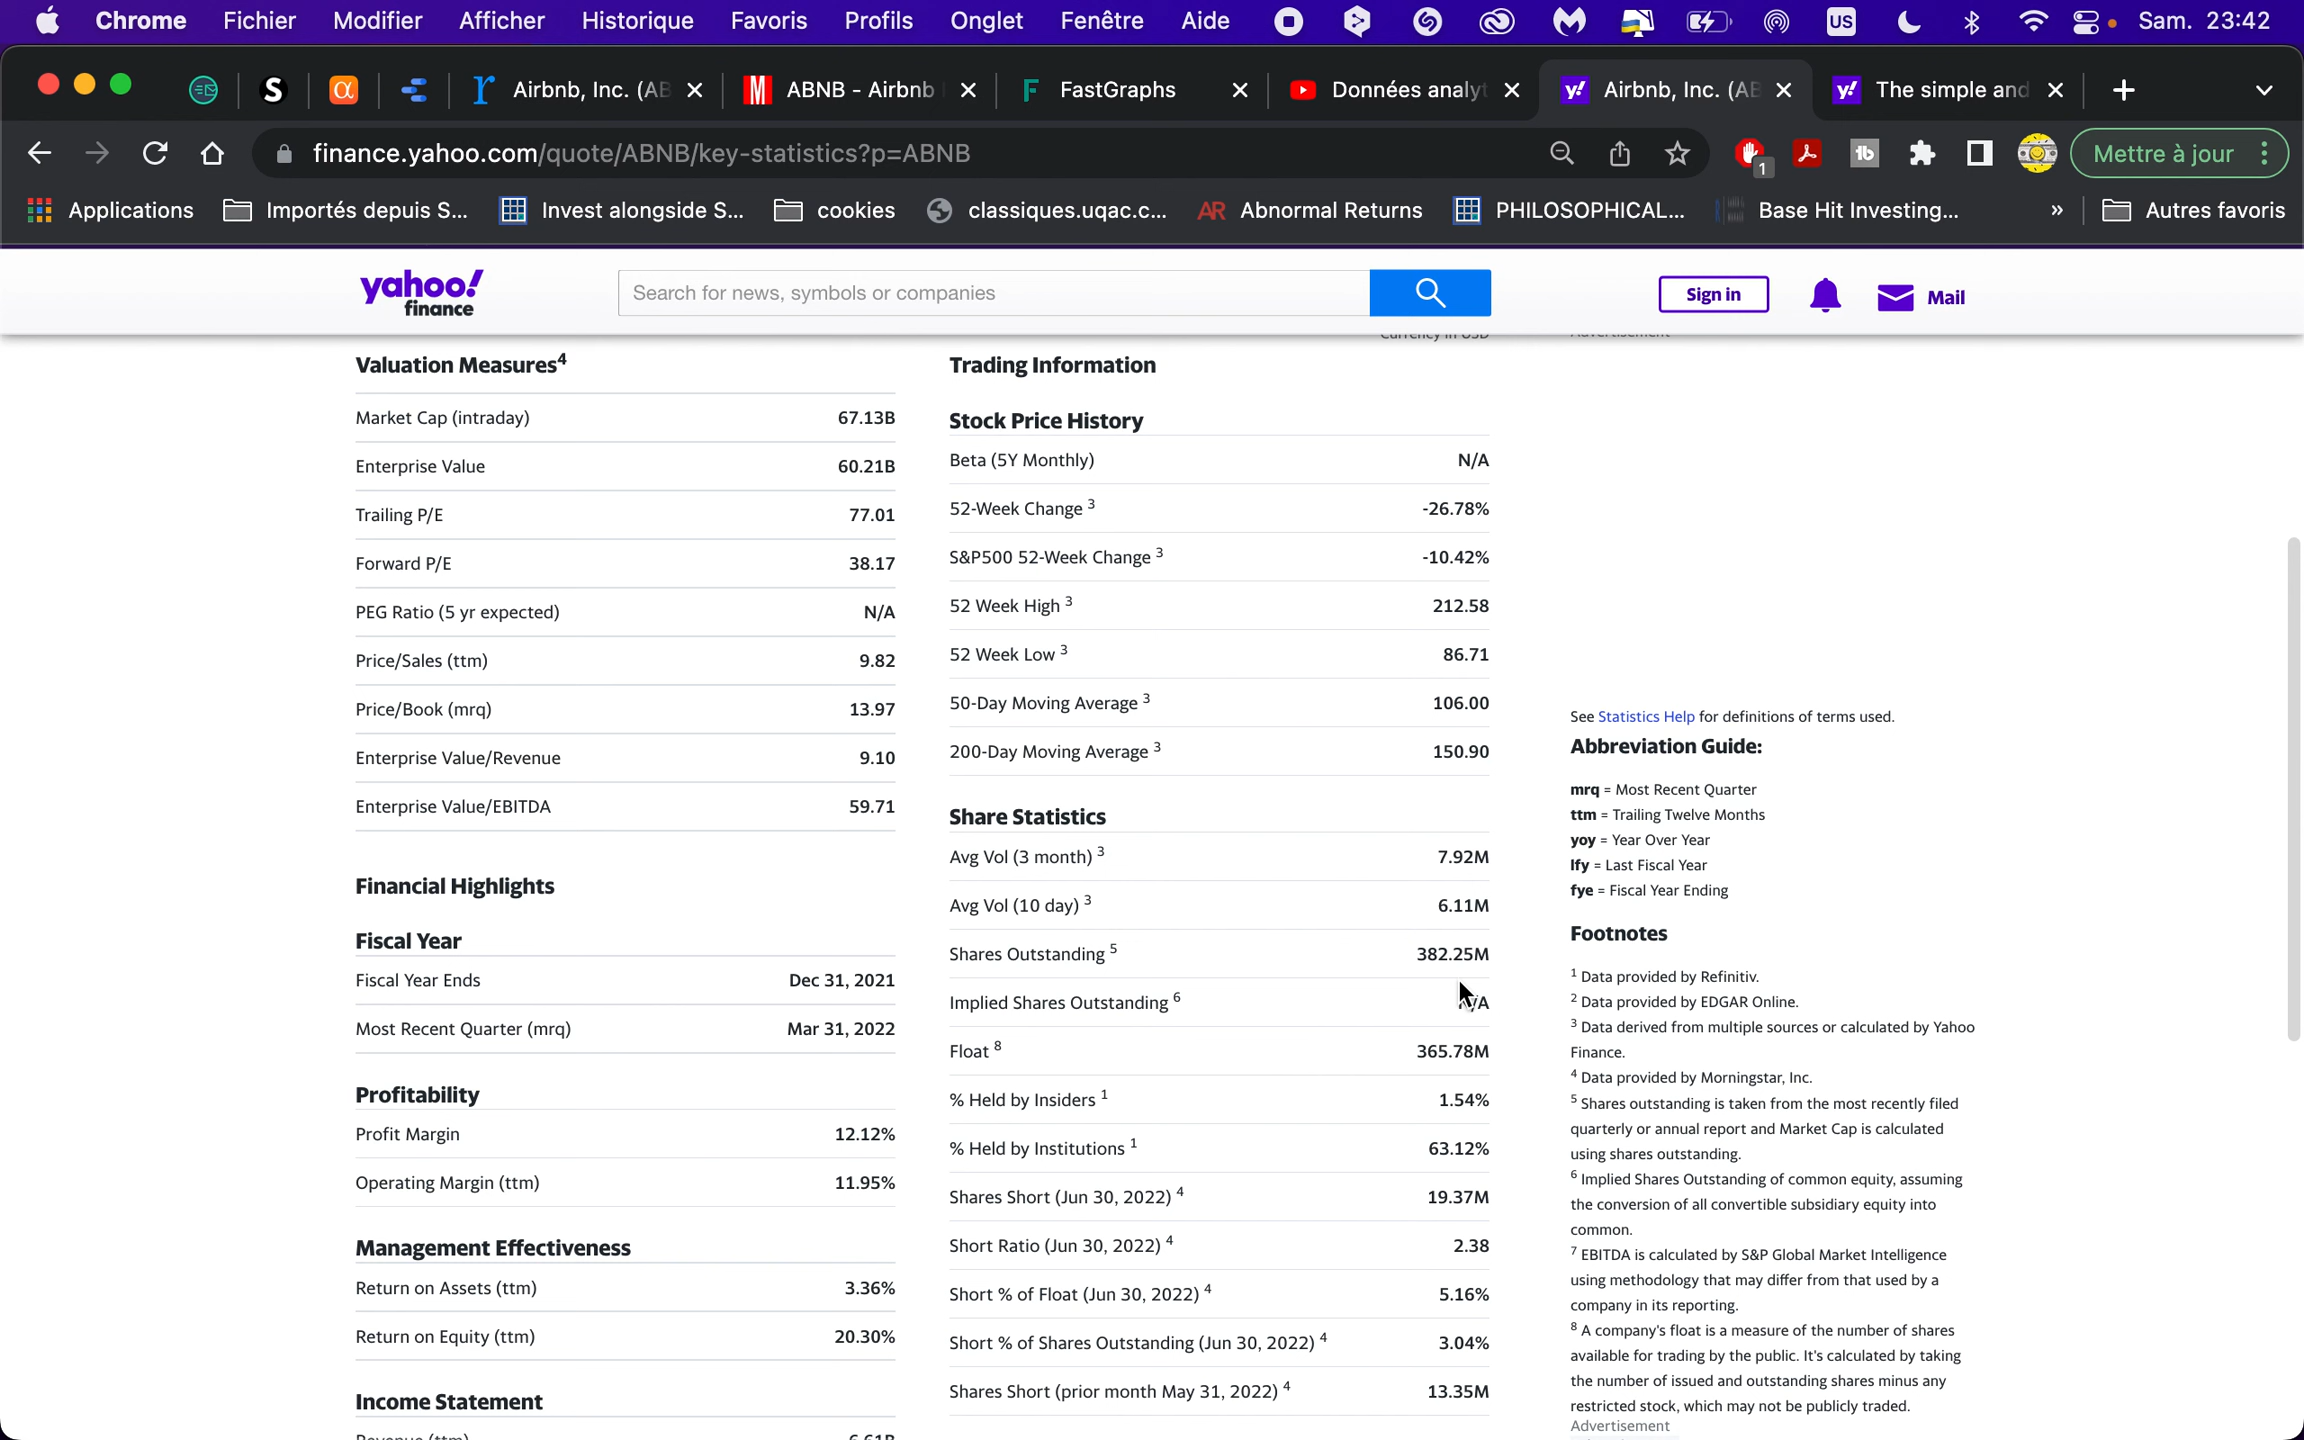 Chrome Fichier Modifier Afficher Historique Favoris Profils Onglet Fenêtre Aide US Sam. 23:42
S α Airbnb, Inc. (AB ABNB - Airbnb FastGraphs Données analyt Airbnb, Inc. (AB The simple and
finance.yahoo.com/quote/ABNB/key-statistics?p=ABNB 1 tb Mettre à jour
Applications Importés depuis S... Invest alongside S... cookies classiques.uqac.c... AR Abnormal Returns PHILOSOPHICAL... Base Hit Investing... » Autres favoris
yahoo! finance
Search for news, symbols or companies
Sign in
Mail
Currency in USD
Advertisement
Valuation Measures⁴
Market Cap (intraday) 67.13B
Enterprise Value 60.21B
Trailing P/E 77.01
Forward P/E 38.17
PEG Ratio (5 yr expected) N/A
Price/Sales (ttm) 9.82
Price/Book (mrq) 13.97
Enterprise Value/Revenue 9.10
Enterprise Value/EBITDA 59.71
Financial Highlights
Fiscal Year
Fiscal Year Ends Dec 31, 2021
Most Recent Quarter (mrq) Mar 31, 2022
Profitability
Profit Margin 12.12%
Operating Margin (ttm) 11.95%
Management Effectiveness
Return on Assets (ttm) 3.36%
Return on Equity (ttm) 20.30%
Income Statement
Revenue (ttm) 6.61B
Trading Information
Stock Price History
Beta (5Y Monthly) N/A
52-Week Change ³ -26.78%
S&P500 52-Week Change ³ -10.42%
52 Week High ³ 212.58
52 Week Low ³ 86.71
50-Day Moving Average ³ 106.00
200-Day Moving Average ³ 150.90
Share Statistics
Avg Vol (3 month) ³ 7.92M
Avg Vol (10 day) ³ 6.11M
Shares Outstanding ⁵ 382.25M
Implied Shares Outstanding ⁶ N/A
Float ⁸ 365.78M
% Held by Insiders ¹ 1.54%
% Held by Institutions ¹ 63.12%
Shares Short (Jun 30, 2022) ⁴ 19.37M
Short Ratio (Jun 30, 2022) ⁴ 2.38
Short % of Float (Jun 30, 2022) ⁴ 5.16%
Short % of Shares Outstanding (Jun 30, 2022) ⁴ 3.04%
Shares Short (prior month May 31, 2022) ⁴ 13.35M
See Statistics Help for definitions of terms used.
Abbreviation Guide:
mrq = Most Recent Quarter
ttm = Trailing Twelve Months
yoy = Year Over Year
lfy = Last Fiscal Year
fye = Fiscal Year Ending
Footnotes
¹ Data provided by Refinitiv.
² Data provided by EDGAR Online.
³ Data derived from multiple sources or calculated by Yahoo
Finance.
⁴ Data provided by Morningstar, Inc.
⁵ Shares outstanding is taken from the most recently filed
quarterly or annual report and Market Cap is calculated
using shares outstanding.
⁶ Implied Shares Outstanding of common equity, assuming
the conversion of all convertible subsidiary equity into
common.
⁷ EBITDA is calculated by S&P Global Market Intelligence
using methodology that may differ from that used by a
company in its reporting.
⁸ A company's float is a measure of the number of shares
available for trading by the public. It's calculated by taking
the number of issued and outstanding shares minus any
restricted stock, which may not be publicly traded.
Advertisement